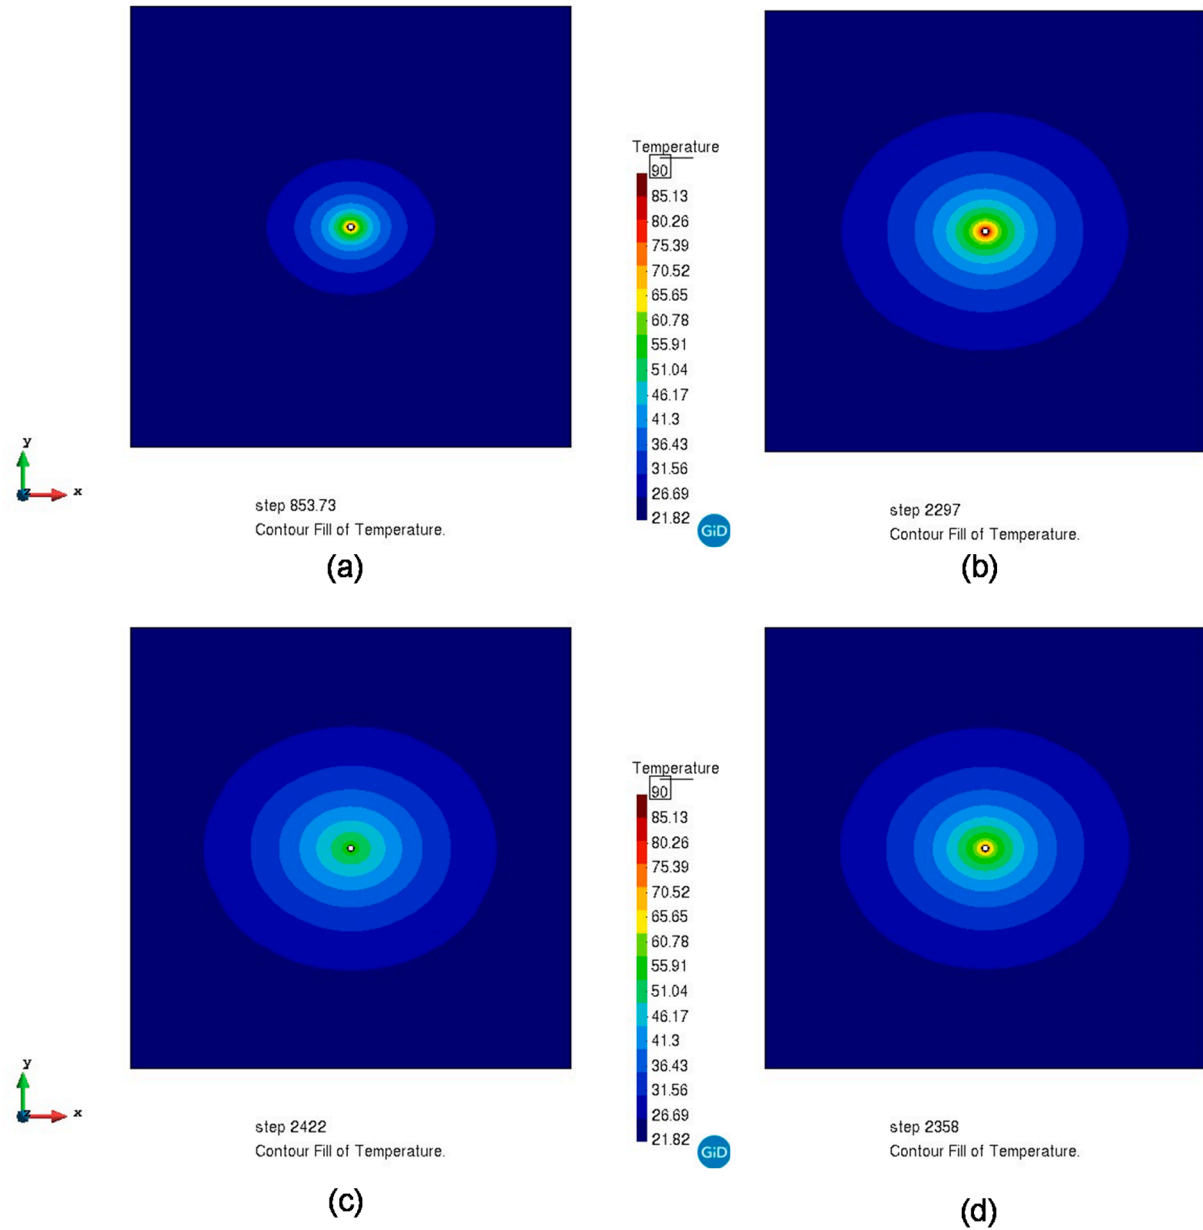 Temperature
90
85.13
80.26
75.39
70.52
65.65
60.78
55.91
51.04
46.17
41.3
36.43
31.56
26.69
21.82
y
z
x
step 853.73
Contour Fill of Temperature.
GiD
step 2297
Contour Fill of Temperature.
(a)
(b)
Temperature
90
85.13
80.26
75.39
70.52
65.65
60.78
55.91
51.04
46.17
41.3
36.43
31.56
26.69
21.82
y
z
x
step 2422
Contour Fill of Temperature.
GiD
step 2358
Contour Fill of Temperature.
(c)
(d)